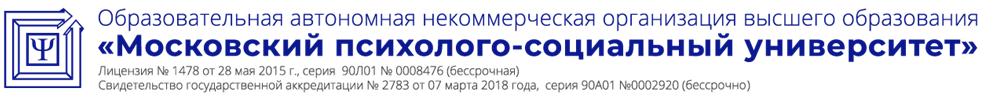 Образовательная автономная некоммерческая организация высшего образования
«Московский психолого-социальный университет»
Лицензия № 1478 от 28 мая 2015 г., серия 90Л01 № 0008476 (бессрочная)
Свидетельство государственной аккредитации № 2783 от 07 марта 2018 года, серия 90А01 №0002920 (бессрочно)
Ψ